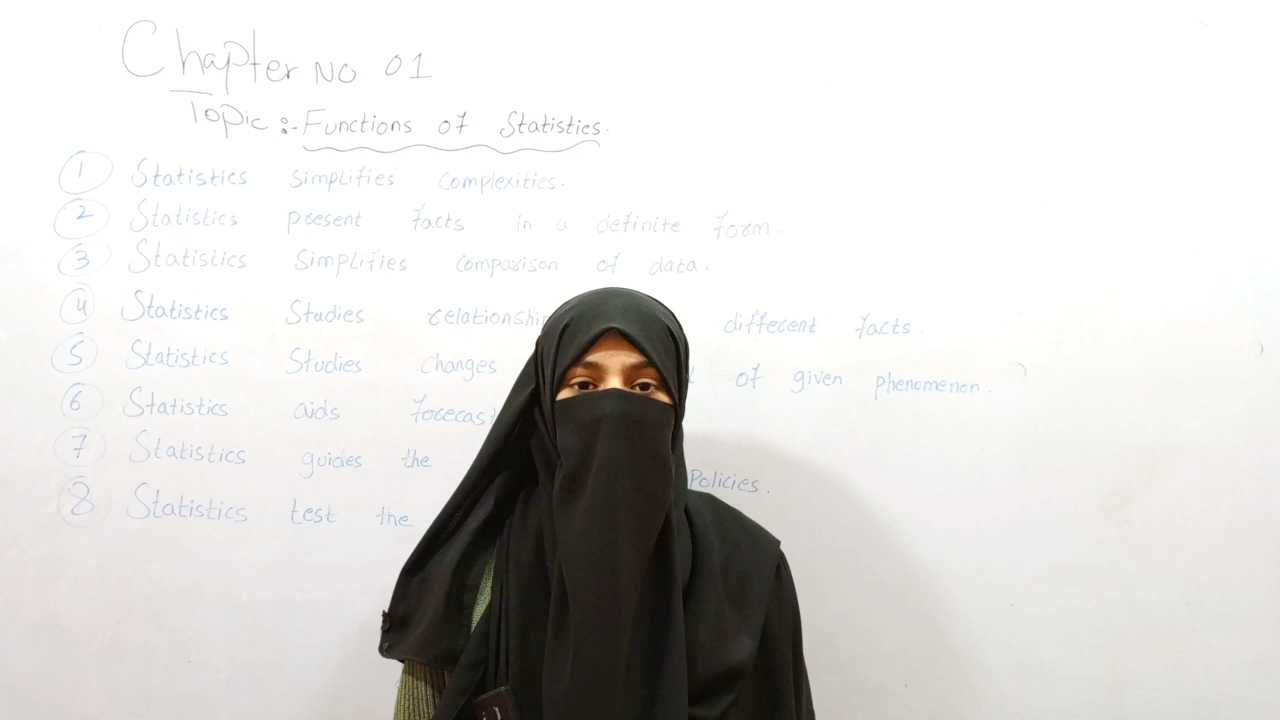 Chapter NO 01
Topic :- Functions of Statistics.
1 Statistics simplifies complexities.
2 Statistics present facts in a definite form.
3 Statistics Simplifies comparison of data.
4 Statistics Studies relationship different facts.
5 Statistics Studies changes of given phenomenon.
6 Statistics aids forecast
7 Statistics guides the Policies.
8 Statistics test the